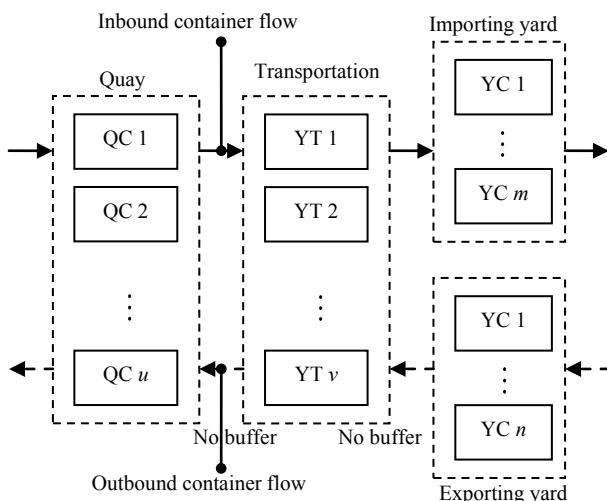 Inbound container flow
Importing yard
Quay
Transportation
QC 1
QC 2
⋮
QC u
YT 1
YT 2
⋮
YT v
YC 1
⋮
YC m
YC 1
⋮
YC n
No buffer
No buffer
Outbound container flow
Exporting yard